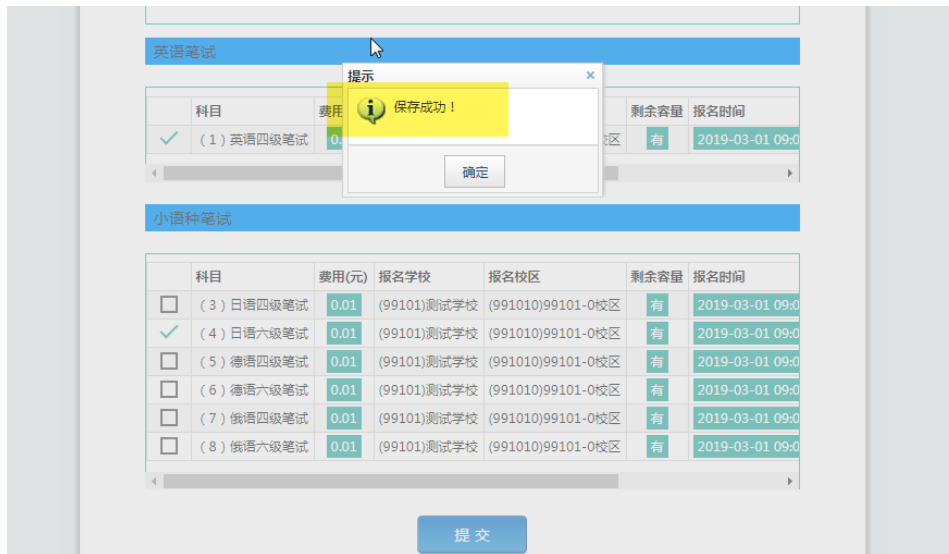 英语笔试
提示 ×
保存成功！
确定
科目 费用 剩余容量 报名时间
(1)英语四级笔试 校区 有 2019-03-01 09:0
小语种笔试
科目 费用(元) 报名学校 报名校区 剩余容量 报名时间
(3)日语四级笔试 0.01 (99101)测试学校 (991010)99101-0校区 有 2019-03-01 09:0
(4)日语六级笔试 0.01 (99101)测试学校 (991010)99101-0校区 有 2019-03-01 09:0
(5)德语四级笔试 0.01 (99101)测试学校 (991010)99101-0校区 有 2019-03-01 09:0
(6)德语六级笔试 0.01 (99101)测试学校 (991010)99101-0校区 有 2019-03-01 09:0
(7)俄语四级笔试 0.01 (99101)测试学校 (991010)99101-0校区 有 2019-03-01 09:0
(8)俄语六级笔试 0.01 (99101)测试学校 (991010)99101-0校区 有 2019-03-01 09:0
提交